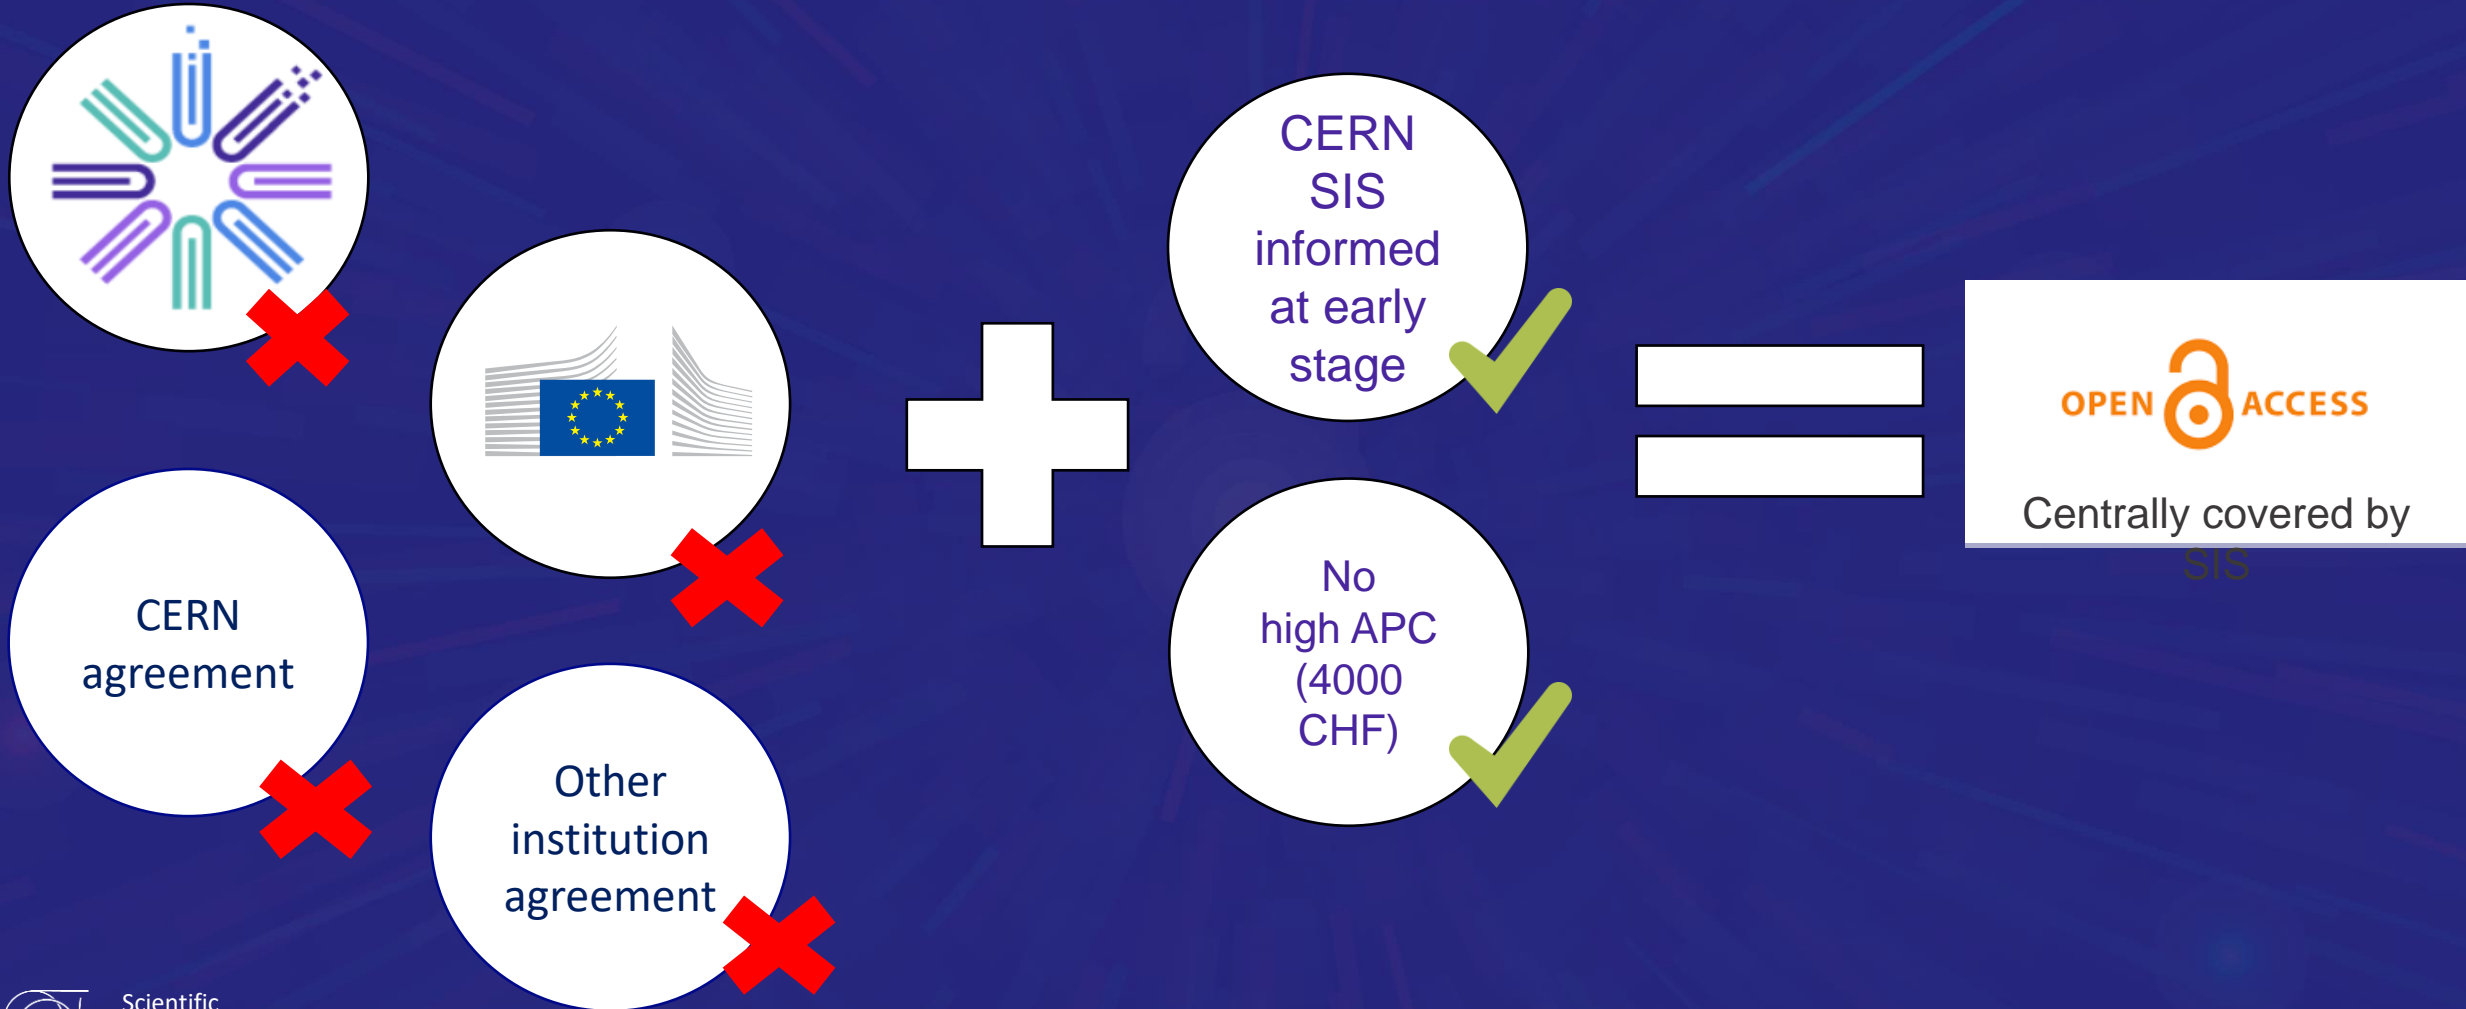 CERN
agreement
Other
institution
agreement
CERN
SIS
informed
at early
stage
No
high APC
(4000
CHF)
OPEN ACCESS
Centrally covered by
SIS
Scientific